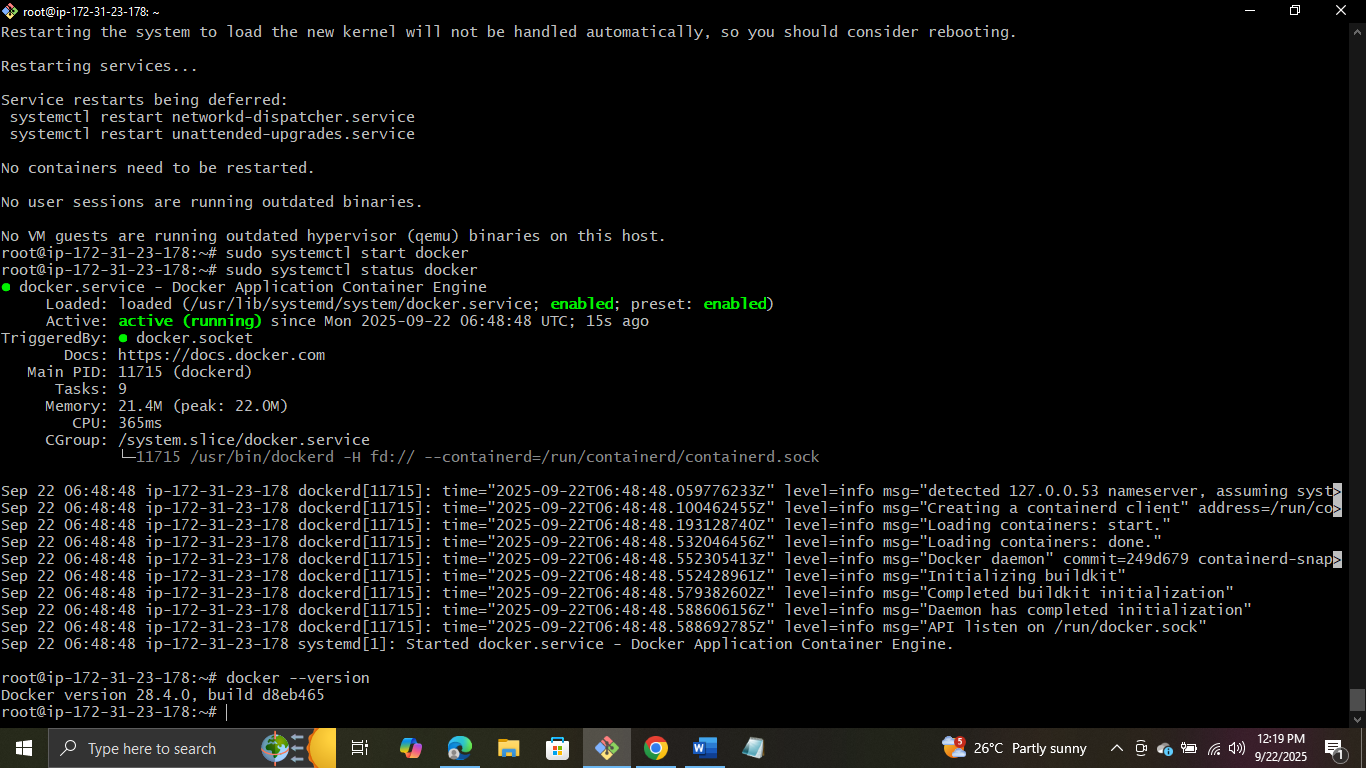 root@ip-172-31-23-178: ~
Restarting the system to load the new kernel will not be handled automatically, so you should consider rebooting.
Restarting services...
Service restarts being deferred:
 systemctl restart networkd-dispatcher.service
 systemctl restart unattended-upgrades.service
No containers need to be restarted.
No user sessions are running outdated binaries.
No VM guests are running outdated hypervisor (qemu) binaries on this host.
root@ip-172-31-23-178:~# sudo systemctl start docker
root@ip-172-31-23-178:~# sudo systemctl status docker
● docker.service - Docker Application Container Engine
     Loaded: loaded (/usr/lib/systemd/system/docker.service; enabled; preset: enabled)
     Active: active (running) since Mon 2025-09-22 06:48:48 UTC; 15s ago
TriggeredBy: ● docker.socket
       Docs: https://docs.docker.com
   Main PID: 11715 (dockerd)
      Tasks: 9
     Memory: 21.4M (peak: 22.0M)
        CPU: 365ms
     CGroup: /system.slice/docker.service
             └─11715 /usr/bin/dockerd -H fd:// --containerd=/run/containerd/containerd.sock
Sep 22 06:48:48 ip-172-31-23-178 dockerd[11715]: time="2025-09-22T06:48:48.059776233Z" level=info msg="detected 127.0.0.53 nameserver, assuming syst>
Sep 22 06:48:48 ip-172-31-23-178 dockerd[11715]: time="2025-09-22T06:48:48.100462455Z" level=info msg="Creating a containerd client" address=/run/co>
Sep 22 06:48:48 ip-172-31-23-178 dockerd[11715]: time="2025-09-22T06:48:48.193128740Z" level=info msg="Loading containers: start."
Sep 22 06:48:48 ip-172-31-23-178 dockerd[11715]: time="2025-09-22T06:48:48.532046456Z" level=info msg="Loading containers: done."
Sep 22 06:48:48 ip-172-31-23-178 dockerd[11715]: time="2025-09-22T06:48:48.552305413Z" level=info msg="Docker daemon" commit=249d679 containerd-snap>
Sep 22 06:48:48 ip-172-31-23-178 dockerd[11715]: time="2025-09-22T06:48:48.552428961Z" level=info msg="Initializing buildkit"
Sep 22 06:48:48 ip-172-31-23-178 dockerd[11715]: time="2025-09-22T06:48:48.579382602Z" level=info msg="Completed buildkit initialization"
Sep 22 06:48:48 ip-172-31-23-178 dockerd[11715]: time="2025-09-22T06:48:48.588606156Z" level=info msg="Daemon has completed initialization"
Sep 22 06:48:48 ip-172-31-23-178 dockerd[11715]: time="2025-09-22T06:48:48.588692785Z" level=info msg="API listen on /run/docker.sock"
Sep 22 06:48:48 ip-172-31-23-178 systemd[1]: Started docker.service - Docker Application Container Engine.
root@ip-172-31-23-178:~# docker --version
Docker version 28.4.0, build d8eb465
root@ip-172-31-23-178:~#
Type here to search
5
26°C Partly sunny
12:19 PM
9/22/2025
1